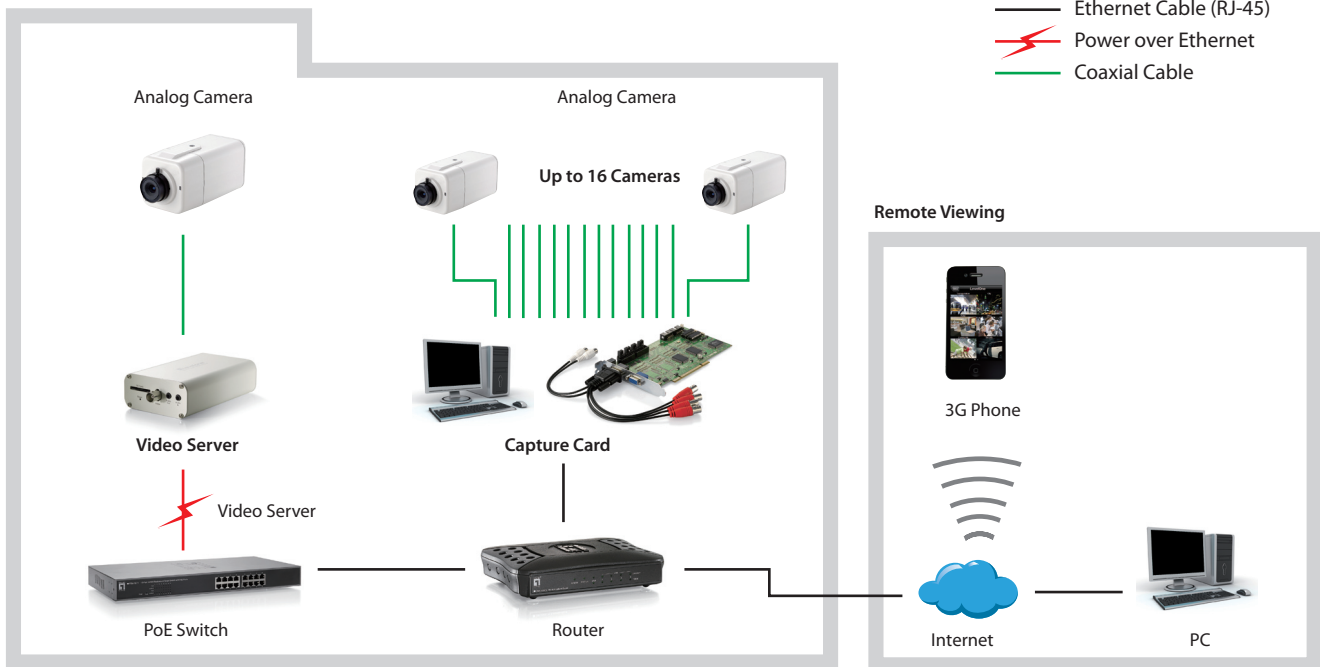 Ethernet Cable (RJ-45)
Power over Ethernet
Coaxial Cable
Analog Camera
Analog Camera
Up to 16 Cameras
Remote Viewing
3G Phone
Video Server
Capture Card
Video Server
PoE Switch
Router
Internet
PC